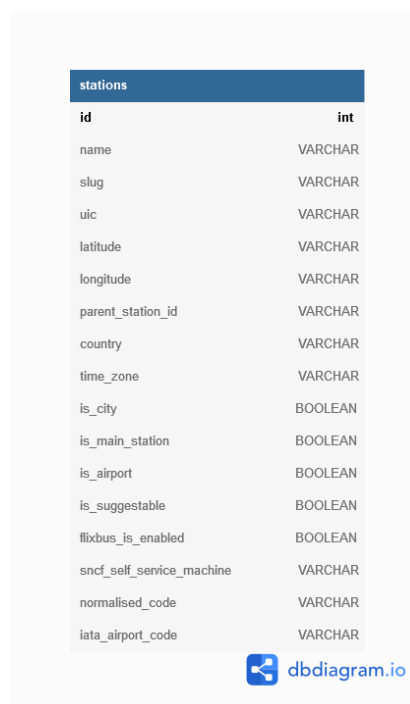 stations
id int
name VARCHAR
slug VARCHAR
uic VARCHAR
latitude VARCHAR
longitude VARCHAR
parent_station_id VARCHAR
country VARCHAR
time_zone VARCHAR
is_city BOOLEAN
is_main_station BOOLEAN
is_airport BOOLEAN
is_suggestable BOOLEAN
flixbus_is_enabled BOOLEAN
sncf_self_service_machine VARCHAR
normalised_code VARCHAR
iata_airport_code VARCHAR
dbdiagram.io